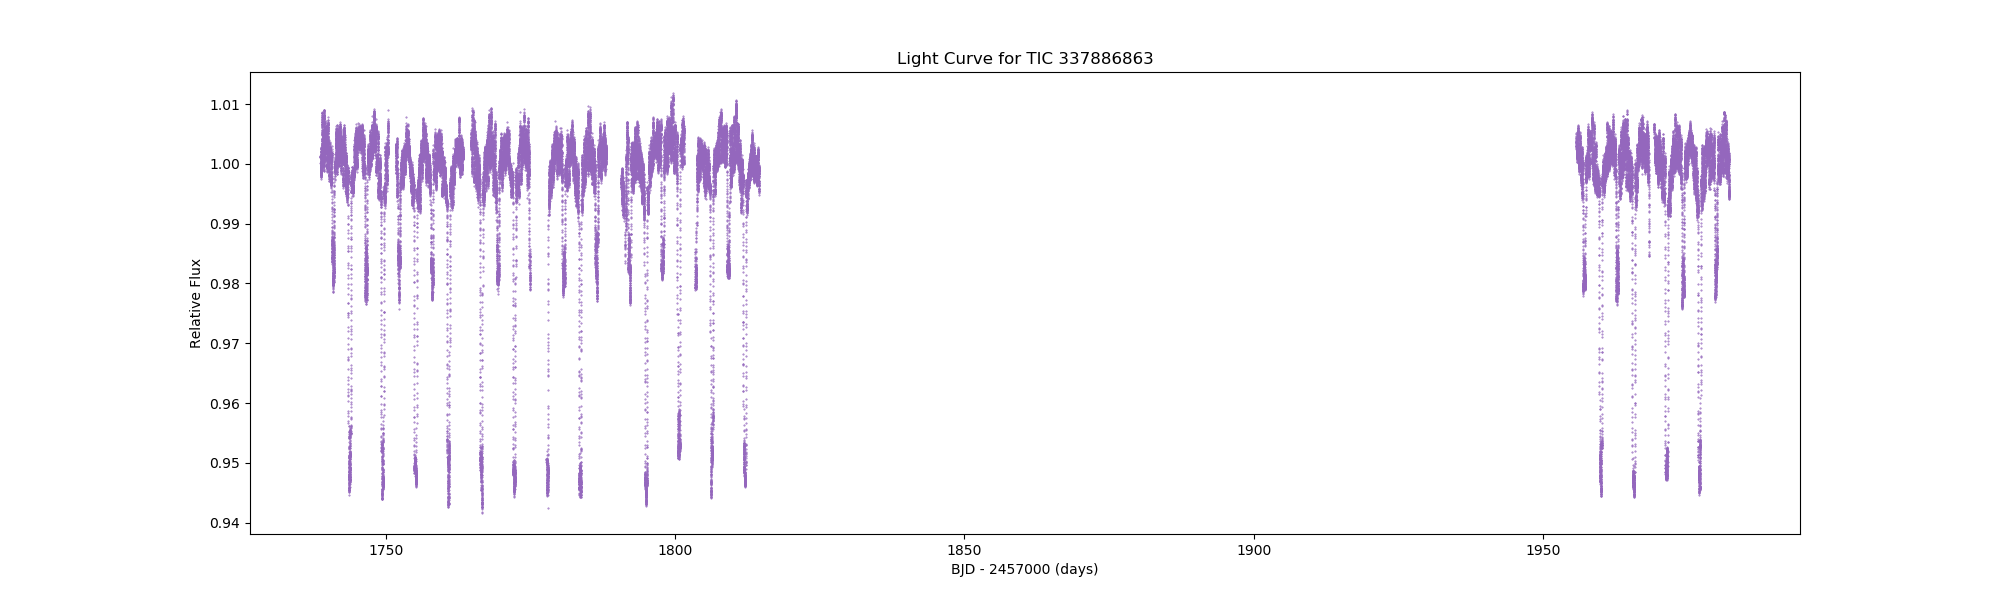 Light Curve for TIC 337886863
1.01
1.00
0.99
0.98
0.97
0.96
0.95
0.94
Relative Flux
1750 1800 1850 1900 1950
BJD - 2457000 (days)